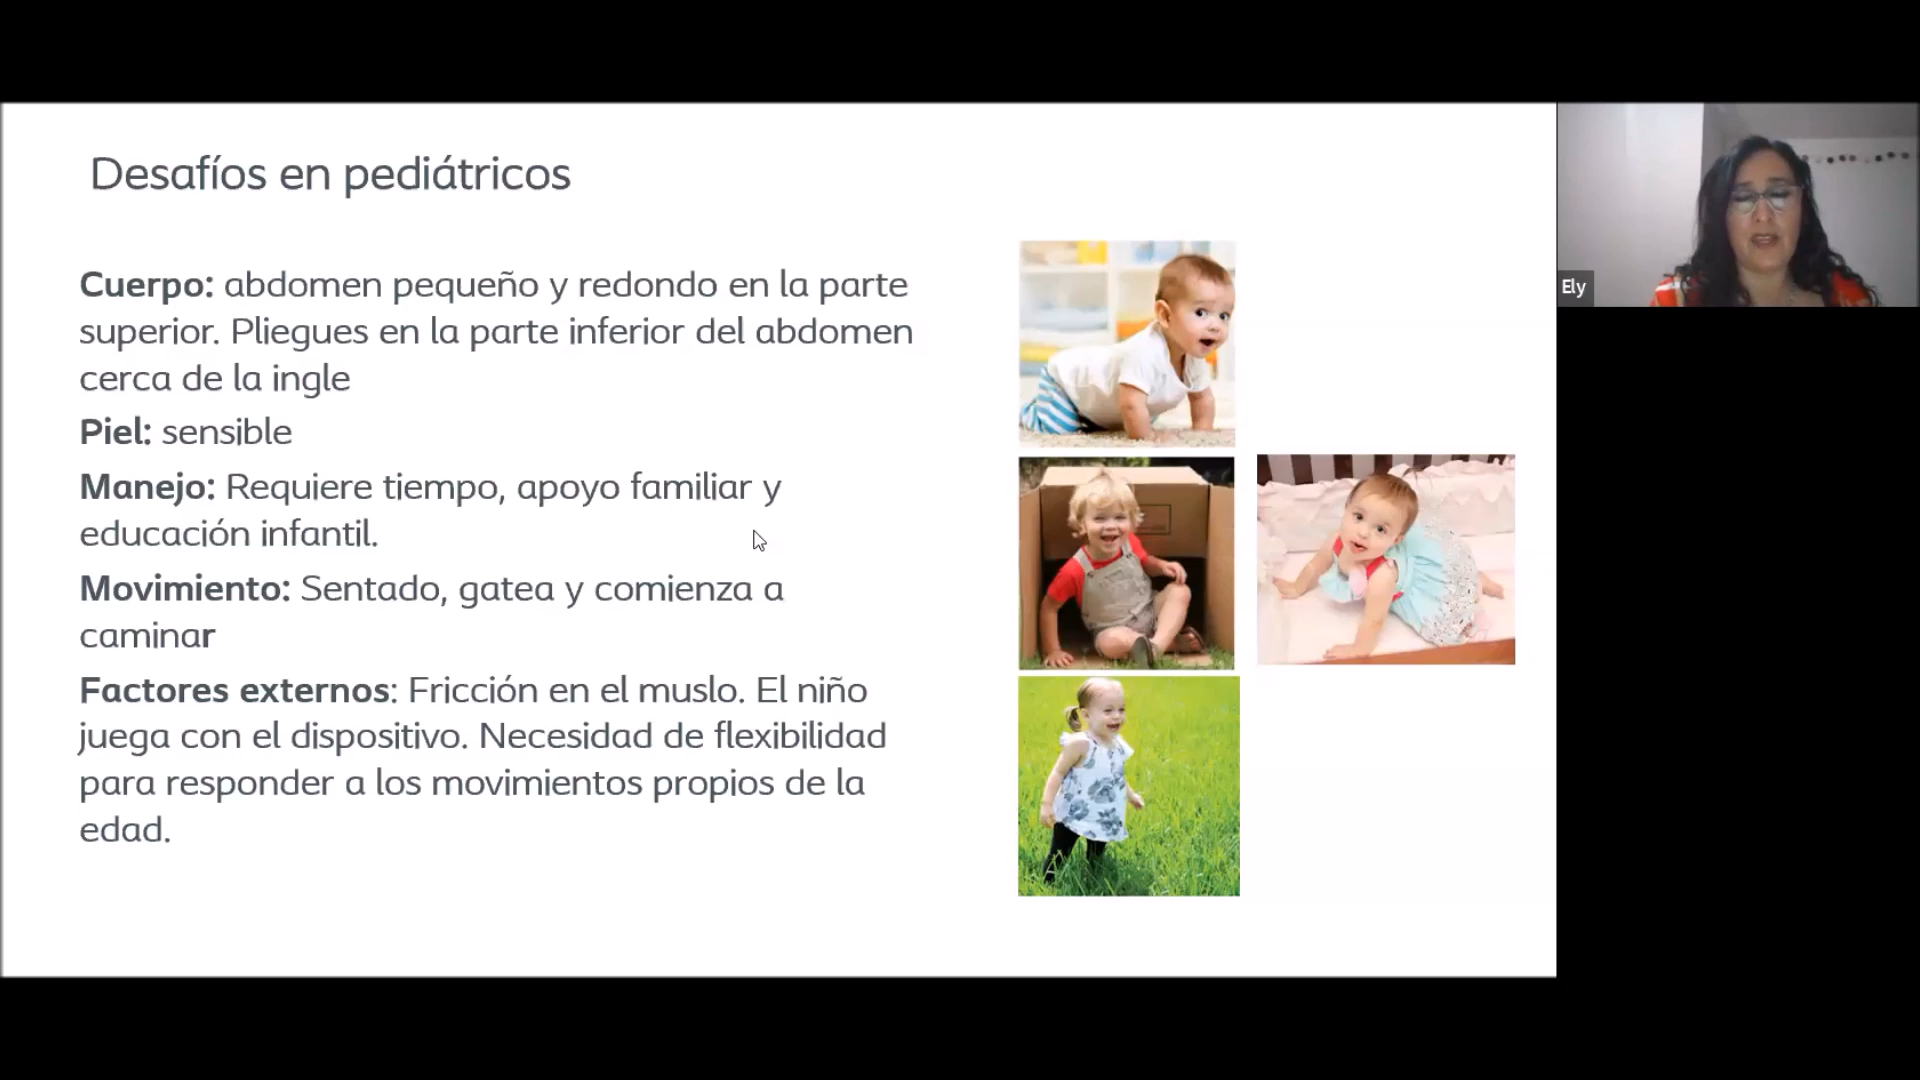 Desafíos en pediátricos
Cuerpo: abdomen pequeño y redondo en la parte
superior. Pliegues en la parte inferior del abdomen
cerca de la ingle
Piel: sensible
Manejo: Requiere tiempo, apoyo familiar y
educación infantil.
Movimiento: Sentado, gatea y comienza a
caminar
Factores externos: Fricción en el muslo. El niño
juega con el dispositivo. Necesidad de flexibilidad
para responder a los movimientos propios de la
edad.
Ely